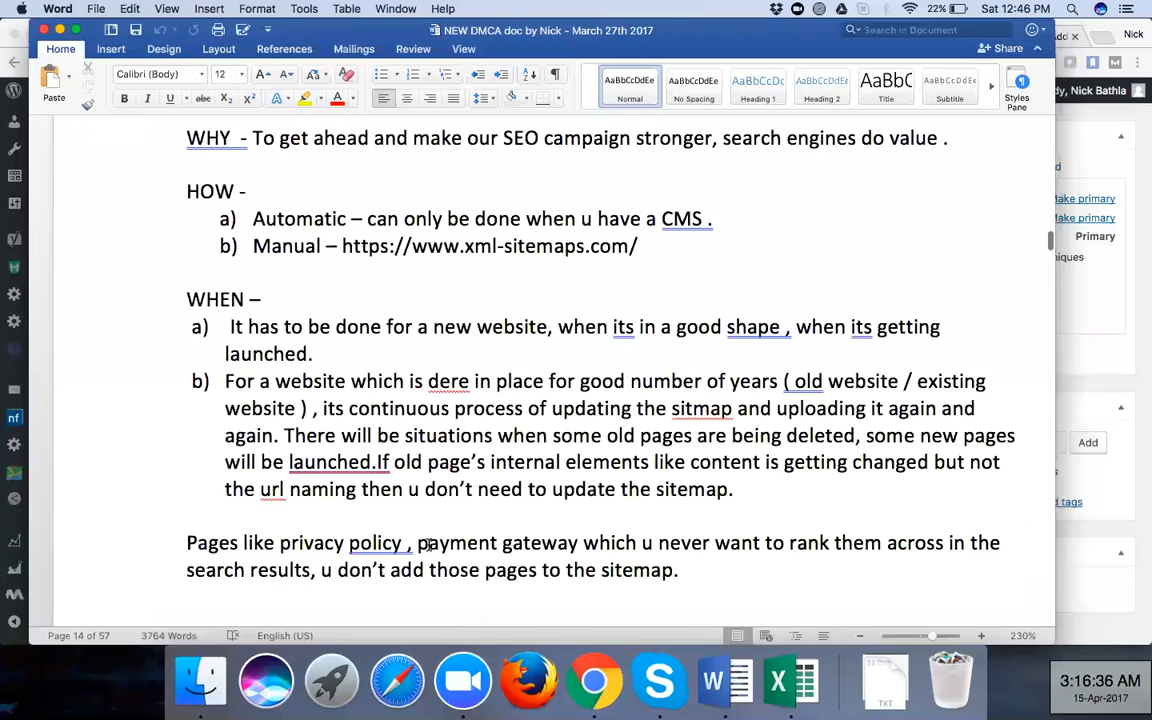 Word File Edit View Insert Format Tools Table Window Help 22% Sat 12:46 PM
NEW DMCA doc by Nick - March 27th 2017
Search in Document
Home Insert Design Layout References Mailings Review View
Share
Nick
Paste
Calibri (Body) 12
AaBbCcDdEe AaBbCcDdEe AaBbCcDc AaBbCcDdEe AaBbC AaBbCcDdEe
Normal No Spacing Heading 1 Heading 2 Title Subtitle
Styles Pane
dy, Nick Bathla
WHY - To get ahead and make our SEO campaign stronger, search engines do value .
HOW -
a) Automatic – can only be done when u have a CMS .
b) Manual – https://www.xml-sitemaps.com/
WHEN –
a) It has to be done for a new website, when its in a good shape , when its getting
launched.
b) For a website which is dere in place for good number of years ( old website / existing
website ) , its continuous process of updating the sitmap and uploading it again and
again. There will be situations when some old pages are being deleted, some new pages
will be launched.If old page’s internal elements like content is getting changed but not
the url naming then u don’t need to update the sitemap.
Pages like privacy policy , payment gateway which u never want to rank them across in the
search results, u don’t add those pages to the sitemap.
Make primary
Make primary
Primary
niques
Add
d tags
Page 14 of 57 3764 Words English (US) 230%
TXT
3:16:36 AM
15-Apr-2017